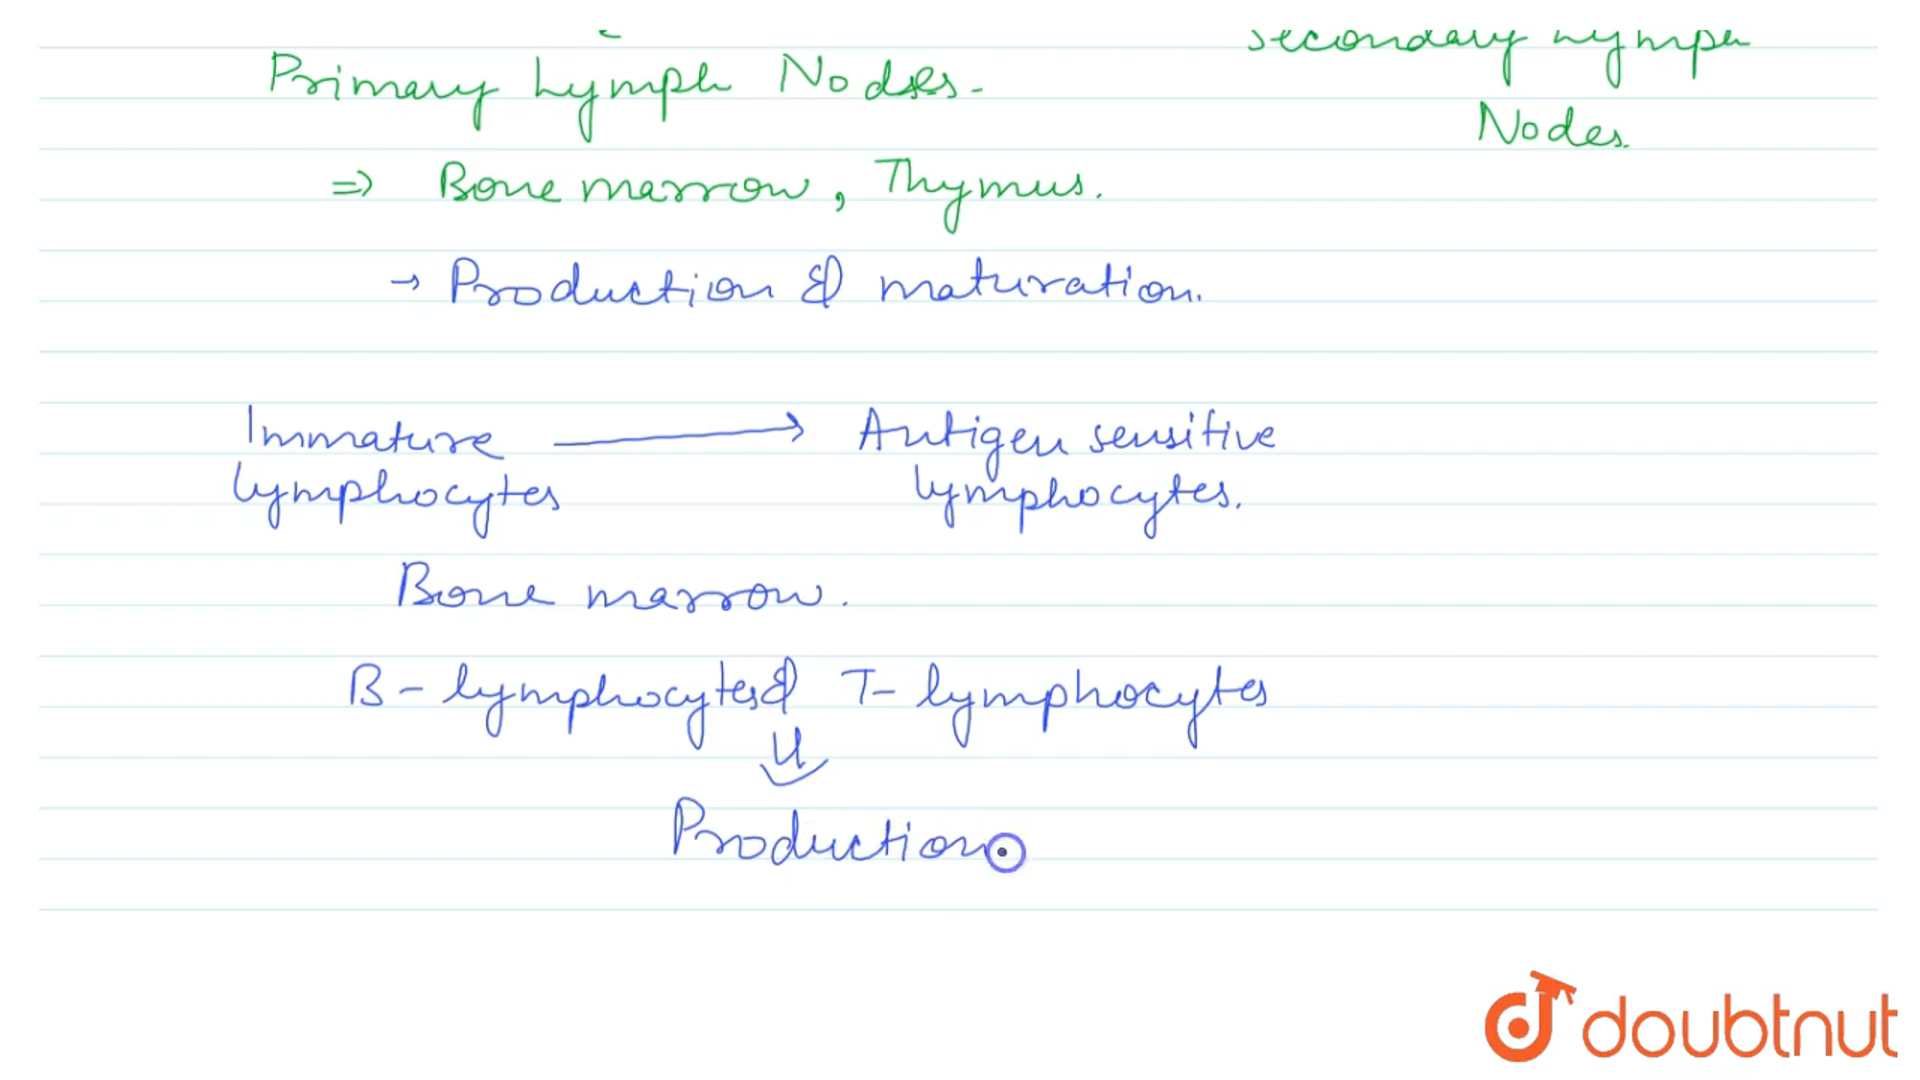 secondary Lymph
Primary Lymph Nodes.
Nodes.
⇒ Bone marrow, Thymus.
→ Production & maturation.
Immature → Antigen sensitive
lymphocytes lymphocytes.
Bone marrow.
B - lymphocytes & T- lymphocytes
Production
doubtnut